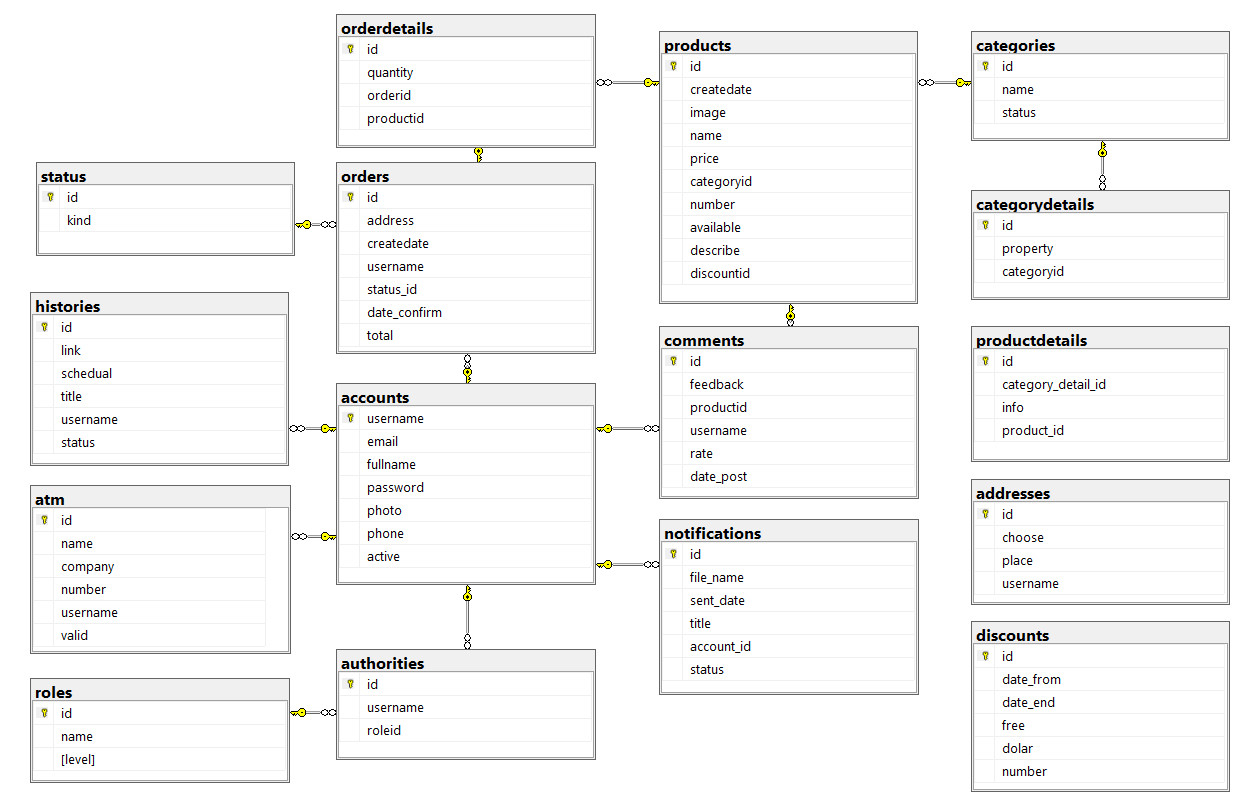 orderdetails
id
quantity
orderid
productid
products
id
createdate
image
name
price
categoryid
number
available
describe
discountid
categories
id
name
status
status
id
kind
orders
id
address
createdate
username
status_id
date_confirm
total
categorydetails
id
property
categoryid
histories
id
link
schedual
title
username
status
accounts
username
email
fullname
password
photo
phone
active
comments
id
feedback
productid
username
rate
date_post
productdetails
id
category_detail_id
info
product_id
atm
id
name
company
number
username
valid
notifications
id
file_name
sent_date
title
account_id
status
addresses
id
choose
place
username
roles
id
name
[level]
authorities
id
username
roleid
discounts
id
date_from
date_end
free
dolar
number